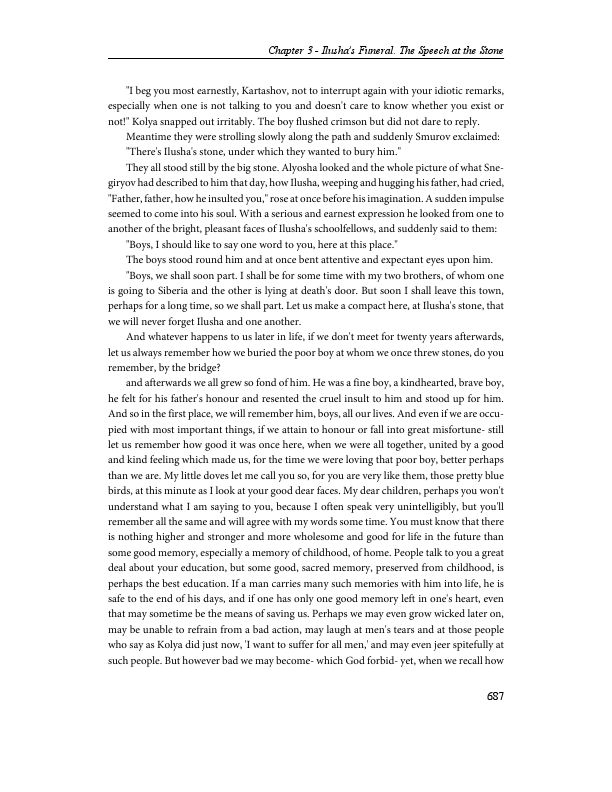 Chapter 3 - Ilusha's Funeral. The Speech at the Stone
"I beg you most earnestly, Kartashov, not to interrupt again with your idiotic remarks,
especially when one is not talking to you and doesn't care to know whether you exist or
not!" Kolya snapped out irritably. The boy flushed crimson but did not dare to reply.
Meantime they were strolling slowly along the path and suddenly Smurov exclaimed:
"There's Ilusha's stone, under which they wanted to bury him."
They all stood still by the big stone. Alyosha looked and the whole picture of what Sne-
giryov had described to him that day, how Ilusha, weeping and hugging his father, had cried,
"Father, father, how he insulted you," rose at once before his imagination. A sudden impulse
seemed to come into his soul. With a serious and earnest expression he looked from one to
another of the bright, pleasant faces of Ilusha's schoolfellows, and suddenly said to them:
"Boys, I should like to say one word to you, here at this place."
The boys stood round him and at once bent attentive and expectant eyes upon him.
"Boys, we shall soon part. I shall be for some time with my two brothers, of whom one
is going to Siberia and the other is lying at death's door. But soon I shall leave this town,
perhaps for a long time, so we shall part. Let us make a compact here, at Ilusha's stone, that
we will never forget Ilusha and one another.
And whatever happens to us later in life, if we don't meet for twenty years afterwards,
let us always remember how we buried the poor boy at whom we once threw stones, do you
remember, by the bridge?
and afterwards we all grew so fond of him. He was a fine boy, a kindhearted, brave boy,
he felt for his father's honour and resented the cruel insult to him and stood up for him.
And so in the first place, we will remember him, boys, all our lives. And even if we are occu-
pied with most important things, if we attain to honour or fall into great misfortune- still
let us remember how good it was once here, when we were all together, united by a good
and kind feeling which made us, for the time we were loving that poor boy, better perhaps
than we are. My little doves let me call you so, for you are very like them, those pretty blue
birds, at this minute as I look at your good dear faces. My dear children, perhaps you won't
understand what I am saying to you, because I often speak very unintelligibly, but you'll
remember all the same and will agree with my words some time. You must know that there
is nothing higher and stronger and more wholesome and good for life in the future than
some good memory, especially a memory of childhood, of home. People talk to you a great
deal about your education, but some good, sacred memory, preserved from childhood, is
perhaps the best education. If a man carries many such memories with him into life, he is
safe to the end of his days, and if one has only one good memory left in one's heart, even
that may sometime be the means of saving us. Perhaps we may even grow wicked later on,
may be unable to refrain from a bad action, may laugh at men's tears and at those people
who say as Kolya did just now, 'I want to suffer for all men,' and may even jeer spitefully at
such people. But however bad we may become- which God forbid- yet, when we recall how
687